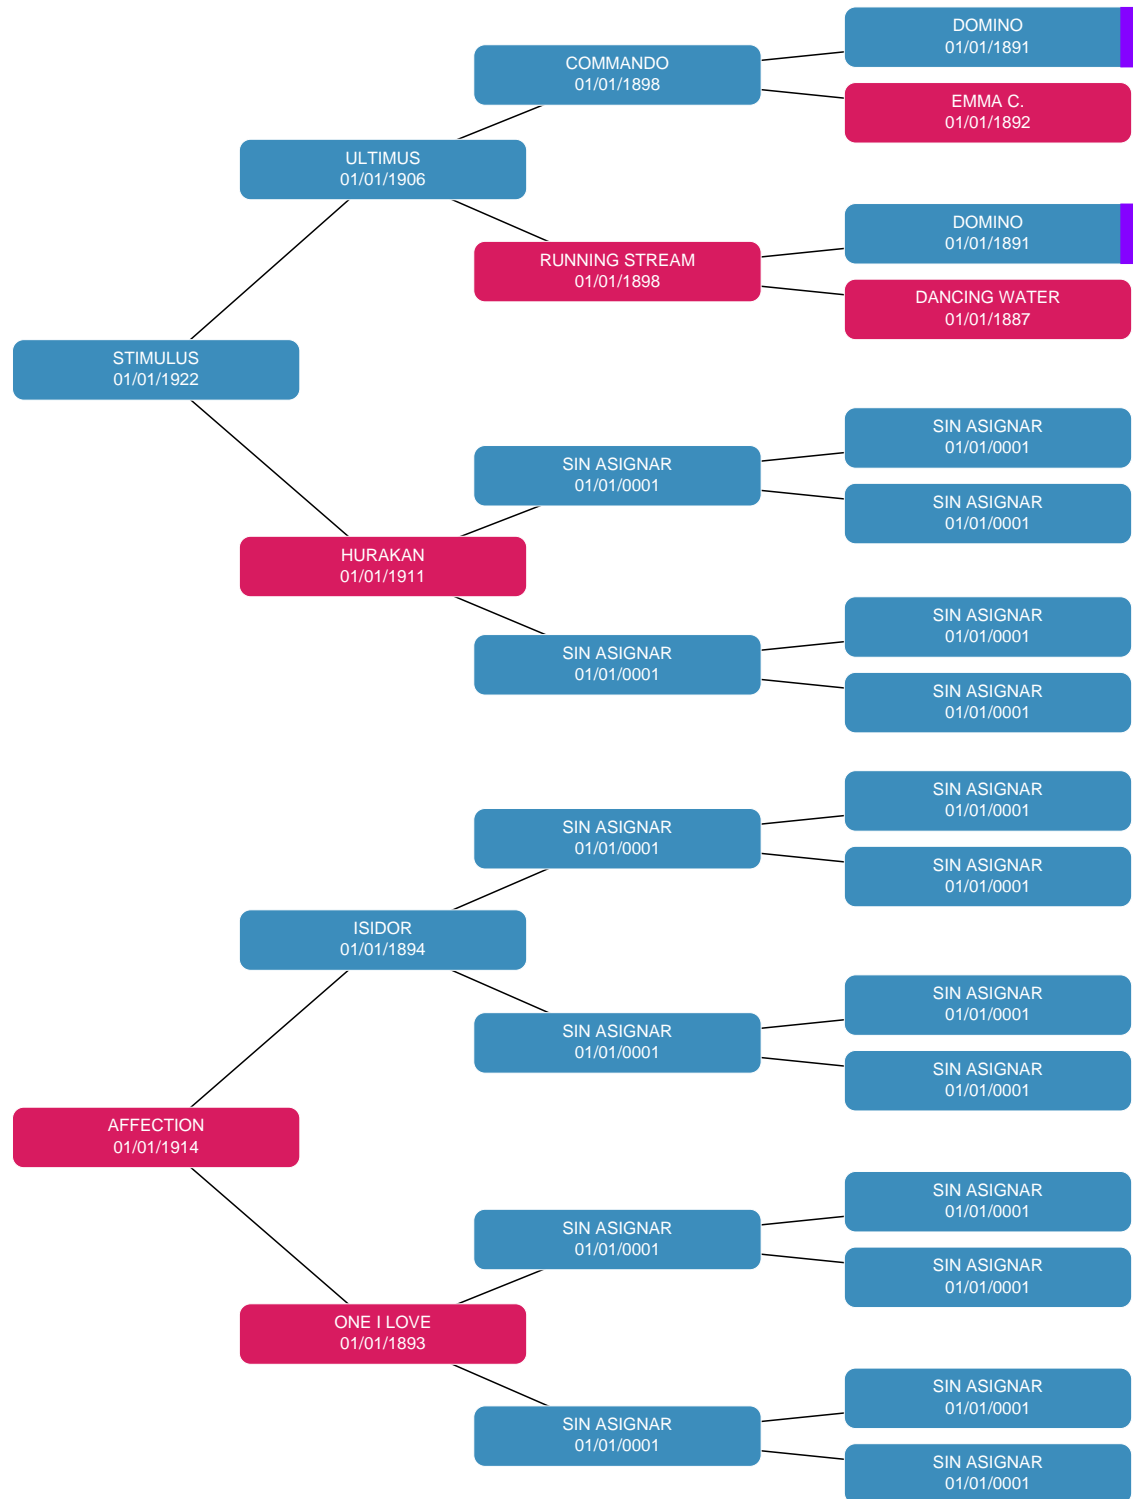 DOMINO
01/01/1891
COMMANDO
01/01/1898
EMMA C.
01/01/1892
ULTIMUS
01/01/1906
DOMINO
01/01/1891
RUNNING STREAM
01/01/1898
DANCING WATER
01/01/1887
STIMULUS
01/01/1922
SIN ASIGNAR
01/01/0001
SIN ASIGNAR
01/01/0001
SIN ASIGNAR
01/01/0001
HURAKAN
01/01/1911
SIN ASIGNAR
01/01/0001
SIN ASIGNAR
01/01/0001
SIN ASIGNAR
01/01/0001
SIN ASIGNAR
01/01/0001
SIN ASIGNAR
01/01/0001
SIN ASIGNAR
01/01/0001
ISIDOR
01/01/1894
SIN ASIGNAR
01/01/0001
SIN ASIGNAR
01/01/0001
SIN ASIGNAR
01/01/0001
AFFECTION
01/01/1914
SIN ASIGNAR
01/01/0001
SIN ASIGNAR
01/01/0001
SIN ASIGNAR
01/01/0001
ONE I LOVE
01/01/1893
SIN ASIGNAR
01/01/0001
SIN ASIGNAR
01/01/0001
SIN ASIGNAR
01/01/0001